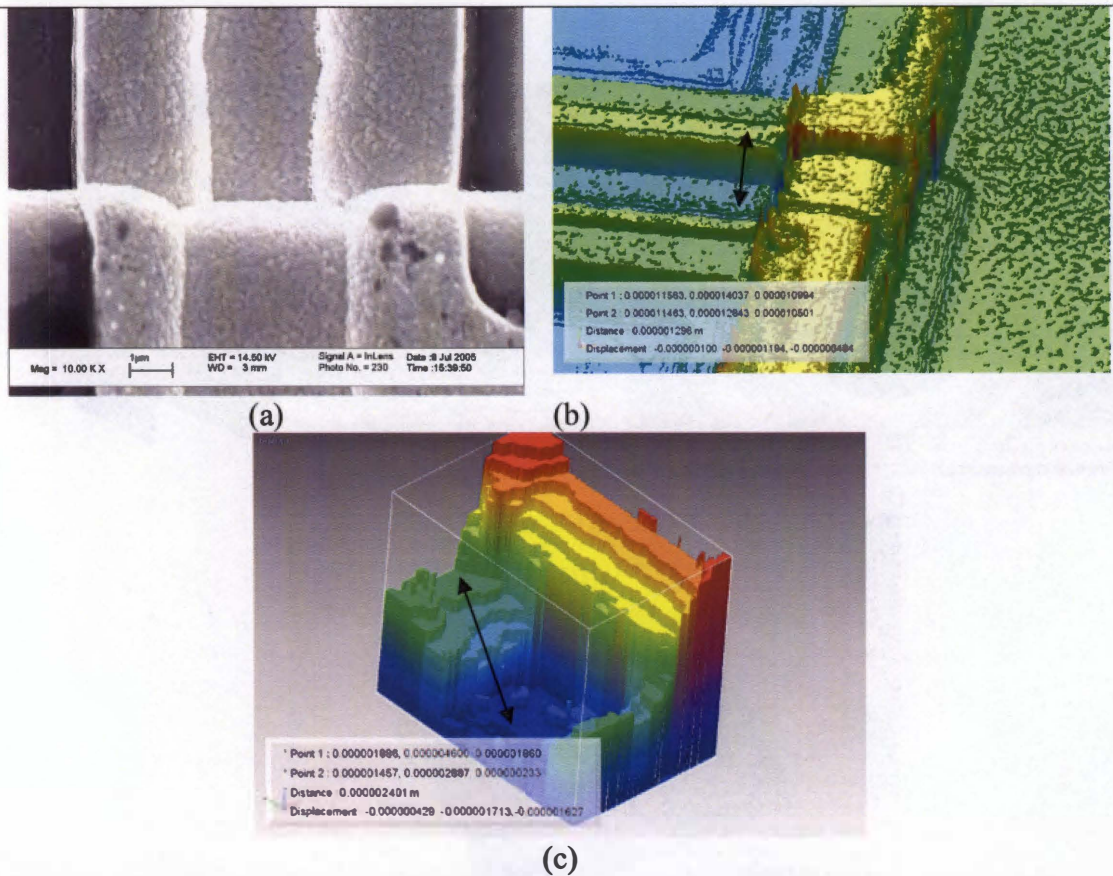 Mag = 10.00 K X
1µm
EHT = 14.50 kV
WD = 3 mm
Signal A = InLens
Photo No. = 230
Date :8 Jul 2005
Time :15:39:50
Point 1 : 0.000011563, 0.000014037 0.000010994
Point 2 : 0.000011463, 0.000012843 0.000010501
Distance : 0.000001296 m
Displacement -0.000000100 -0.000001194, -0.000000484
(a)
(b)
Point 1 : 0.000001886, 0.000004600 0.000001860
Point 2 : 0.000001457, 0.000002887 0.000000233
Distance : 0.000002401 m
Displacement -0.000000429 -0.000001713, -0.000001627
(c)